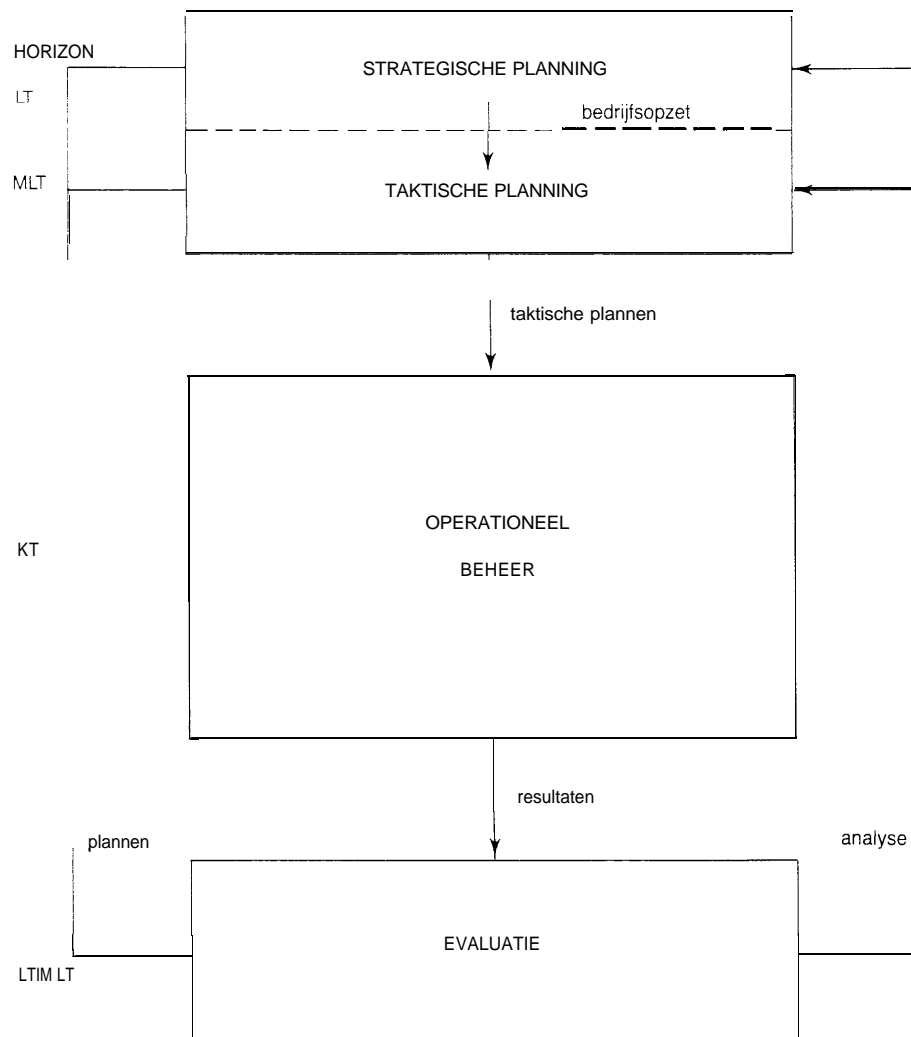 HORIZON
STRATEGISCHE PLANNING
LT
bedrijfsopzet
MLT
TAKTISCHE PLANNING
taktische plannen
OPERATIONEEL
KT
BEHEER
resultaten
plannen
analyse
EVALUATIE
LTIM LT